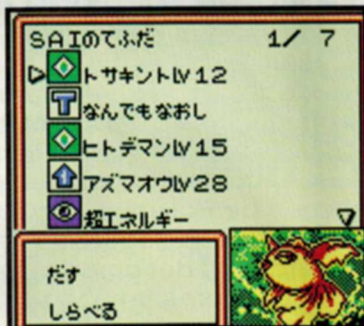 SAIのてふだ 1/ 7
トサキントLV12
T なんでもなおし
ヒトデマンLV15
アズマオウLV28
超エネルギー
だす
しらべる